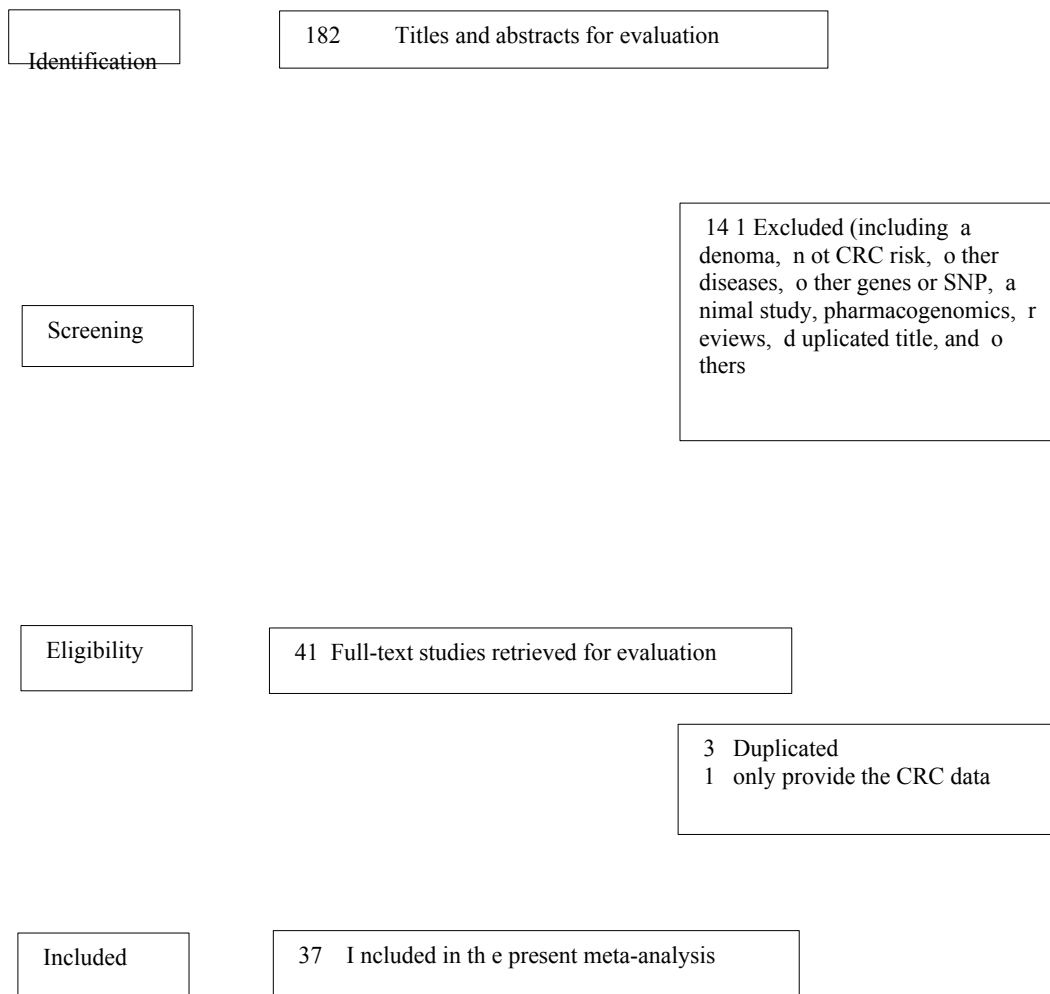 Identification
182 Titles and abstracts for evaluation
14 1 Excluded (including a
denoma, n ot CRC risk, o ther
diseases, o ther genes or SNP, a
nimal study, pharmacogenomics, r
eviews, d uplicated title, and o
thers
Screening
Eligibility
41 Full-text studies retrieved for evaluation
3 Duplicated
1 only provide the CRC data
Included
37 I ncluded in th e present meta-analysis